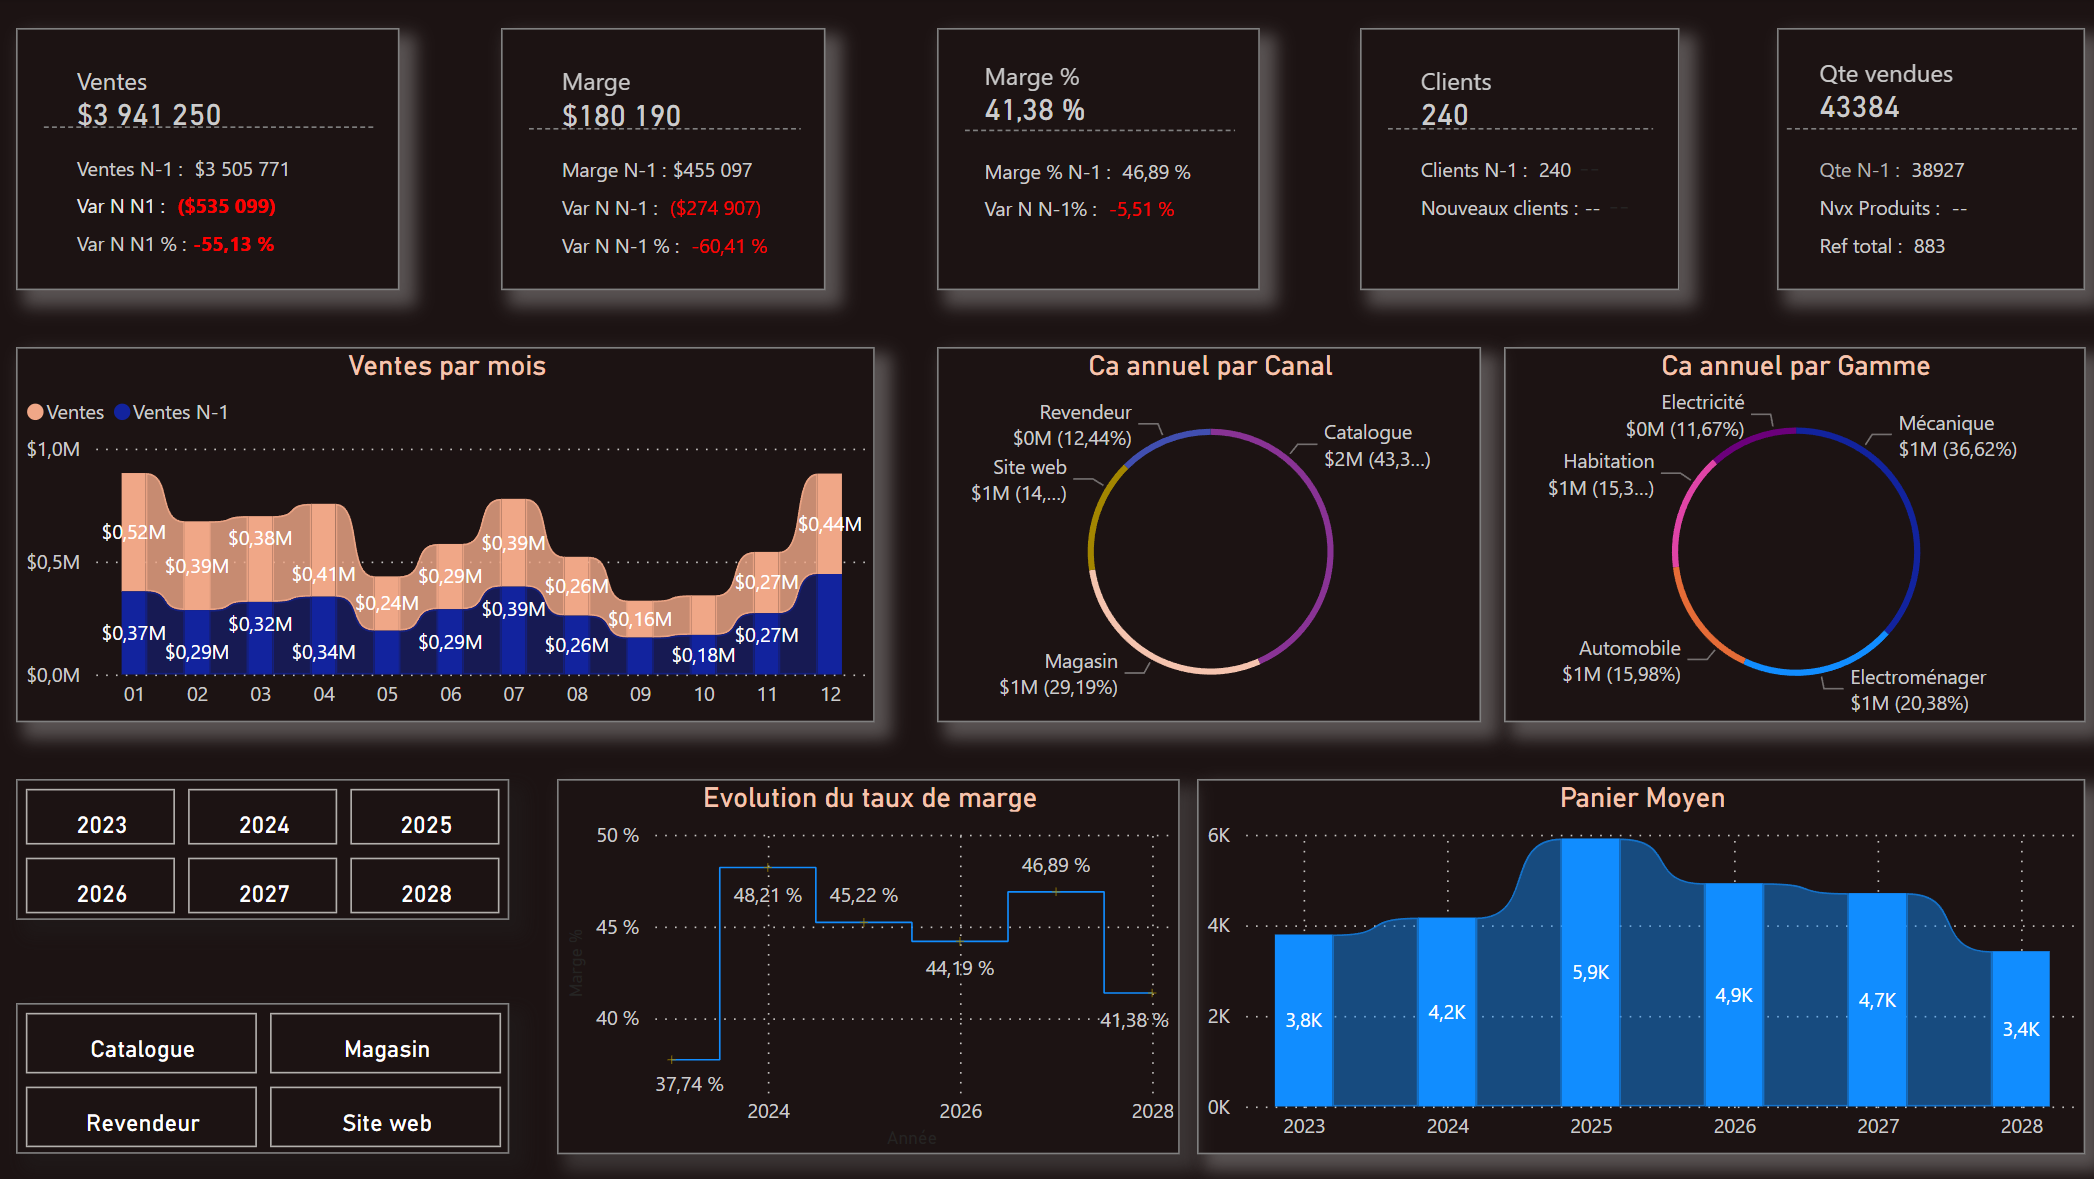 Ventes
$3 941 250
Ventes N-1 : $3 505 771
Var N N1 : ($535 099)
Var N N1 % : -55,13 %
Marge
$180 190
Marge N-1 : $455 097
Var N N-1 : ($274 907)
Var N N-1 % : -60,41 %
Marge %
41,38 %
Marge % N-1 : 46,89 %
Var N N-1% : -5,51 %
Clients
240
Clients N-1 : 240 --
Nouveaux clients : -- --
Qte vendues
43384
Qte N-1 : 38927
Nvx Produits : --
Ref total : 883
Ventes par mois
Ventes Ventes N-1
$1,0M
$0,5M
$0,0M
$0,52M
$0,39M
$0,38M
$0,41M
$0,24M
$0,29M
$0,39M
$0,26M
$0,16M
$0,27M
$0,44M
$0,37M
$0,29M
$0,32M
$0,34M
$0,29M
$0,39M
$0,26M
$0,18M
$0,27M
01 02 03 04 05 06 07 08 09 10 11 12
Ca annuel par Canal
Revendeur
$0M (12,44%)
Site web
$1M (14,...)
Catalogue
$2M (43,3...)
Magasin
$1M (29,19%)
Ca annuel par Gamme
Electricité
$0M (11,67%)
Habitation
$1M (15,3...)
Mécanique
$1M (36,62%)
Automobile
$1M (15,98%)
Electroménager
$1M (20,38%)
2023 2024 2025
2026 2027 2028
Catalogue Magasin
Revendeur Site web
Evolution du taux de marge
Marge %
50 %
45 %
40 %
37,74 %
48,21 %
45,22 %
44,19 %
46,89 %
41,38 %
2024 2026 2028
Année
Panier Moyen
6K
4K
2K
0K
3,8K
4,2K
5,9K
4,9K
4,7K
3,4K
2023 2024 2025 2026 2027 2028